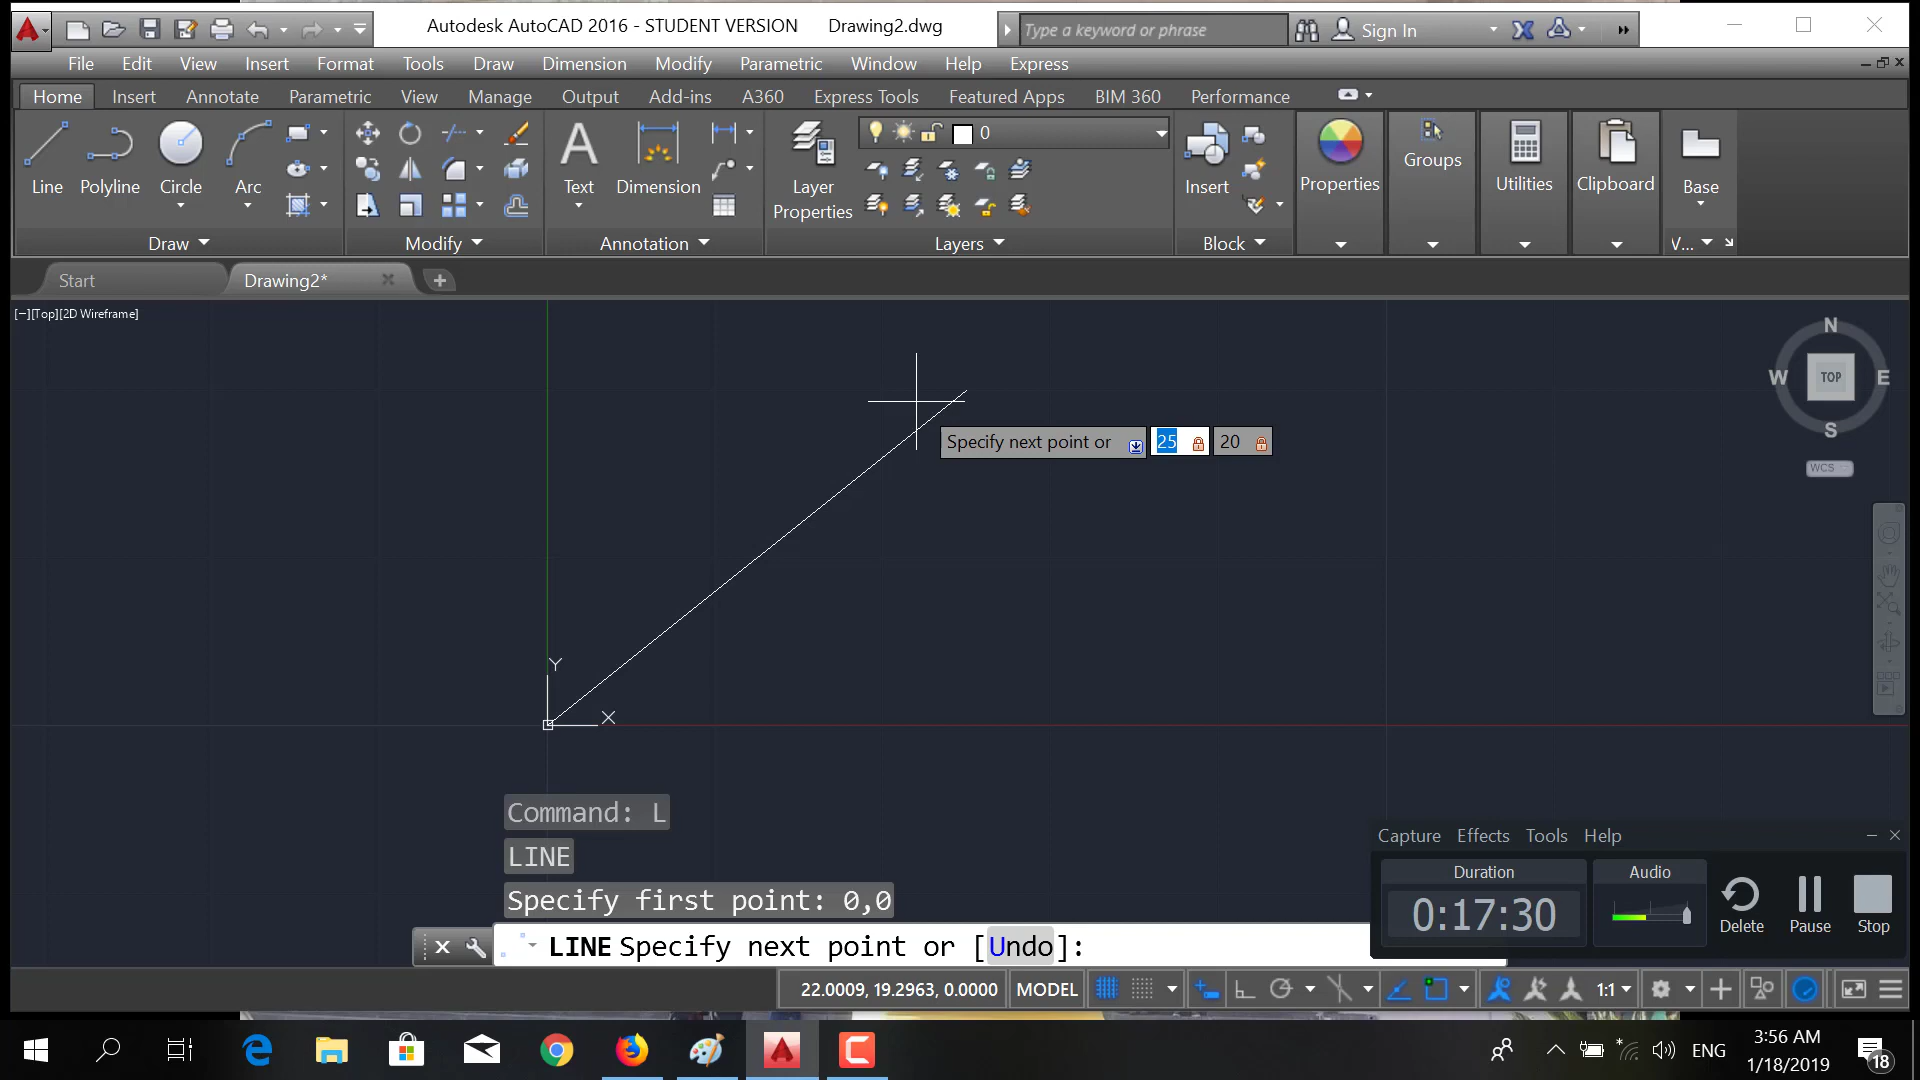 Autodesk AutoCAD 2016 - STUDENT VERSION Drawing2.dwg
Type a keyword or phrase
Sign In
File Edit View Insert Format Tools Draw Dimension Modify Parametric Window Help Express
Home Insert Annotate Parametric View Manage Output Add-ins A360 Express Tools Featured Apps BIM 360 Performance
0
Line Polyline Circle Arc
A
Text Dimension
Layer
Properties
Insert
Properties
Groups
Utilities
Clipboard
Base
Draw Modify Annotation Layers Block V...
Start Drawing2*
[−][Top][2D Wireframe]
N
W TOP E
S
WCS
Specify next point or 25 20
Y
X
Command: L
LINE
Specify first point: 0,0
LINE Specify next point or [Undo]:
Capture Effects Tools Help
Duration Audio
0:17:30
Delete Pause Stop
22.0009, 19.2963, 0.0000 MODEL 1:1
ENG
3:56 AM
1/18/2019
18